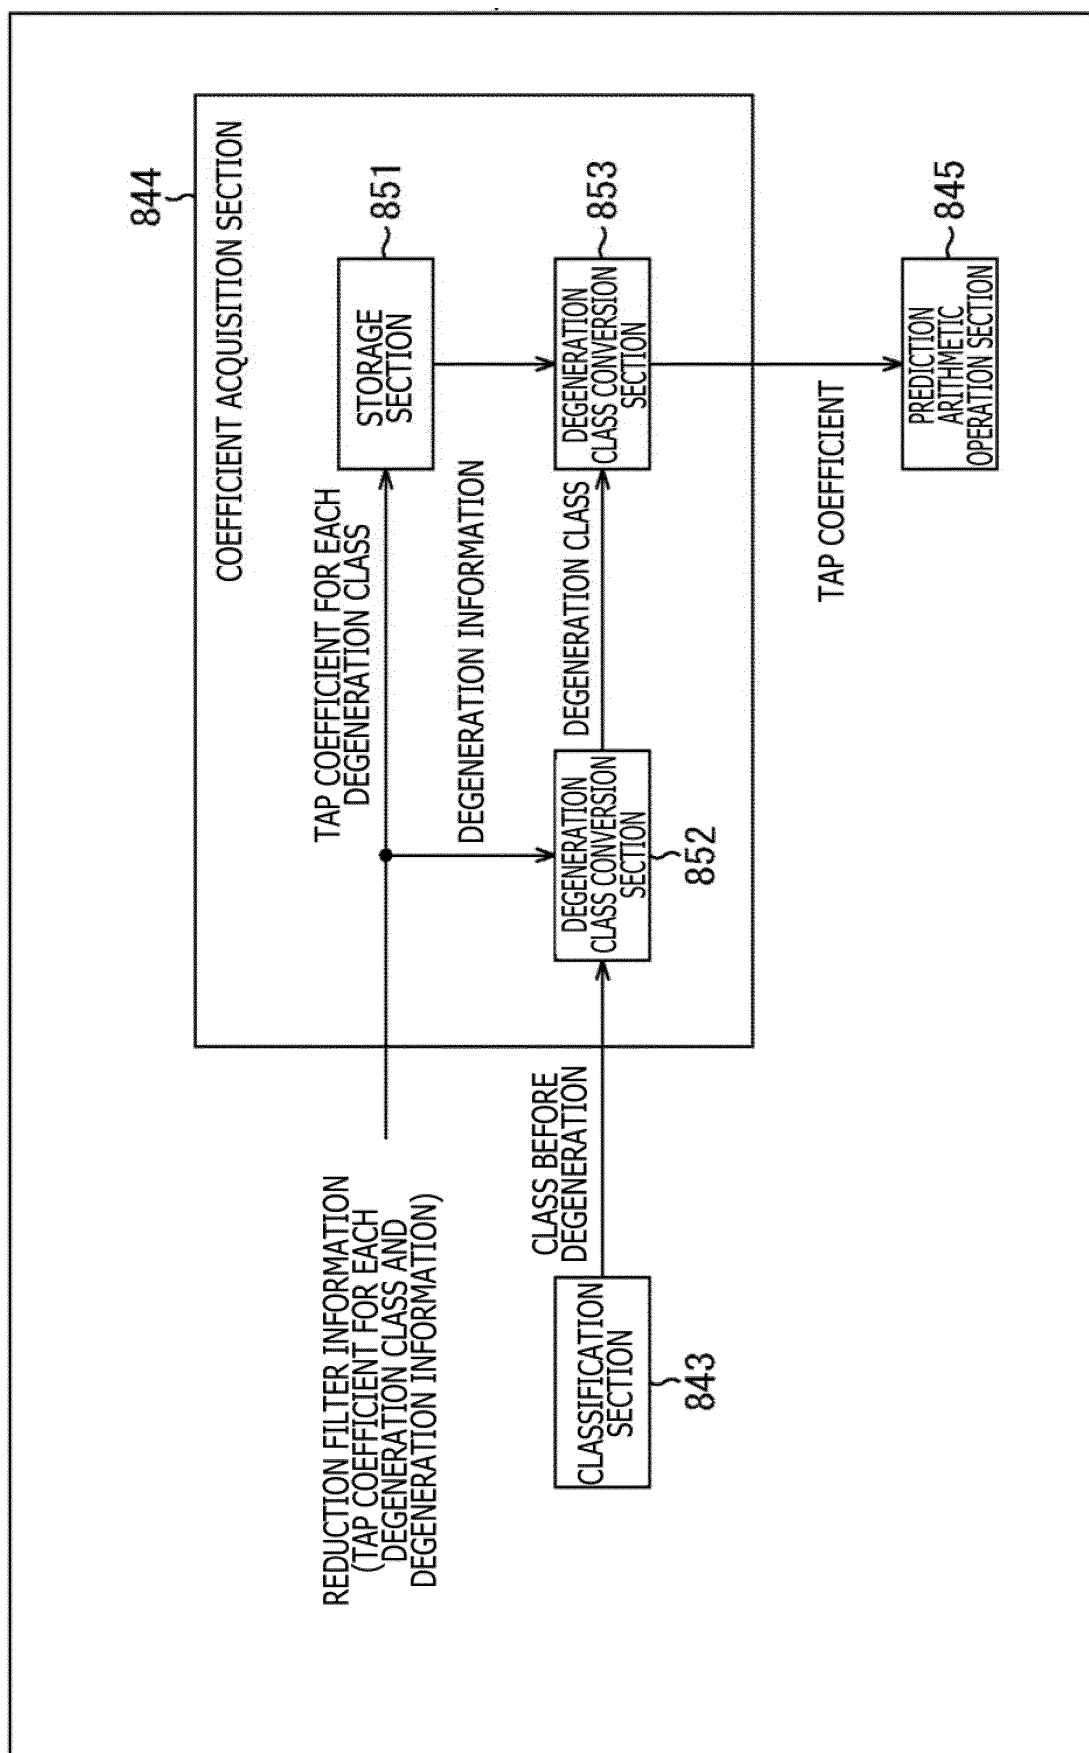 844
COEFFICIENT ACQUISITION SECTION
REDUCTION FILTER INFORMATION
(TAP COEFFICIENT FOR EACH
DEGENERATION CLASS AND
DEGENERATION INFORMATION)
TAP COEFFICIENT FOR EACH
DEGENERATION CLASS
STORAGE
SECTION
851
DEGENERATION INFORMATION
CLASSIFICATION
SECTION
843
CLASS BEFORE
DEGENERATION
DEGENERATION
CLASS CONVERSION
SECTION
852
DEGENERATION CLASS
DEGENERATION
CLASS CONVERSION
SECTION
853
TAP COEFFICIENT
PREDICTION
ARITHMETIC
OPERATION SECTION
845